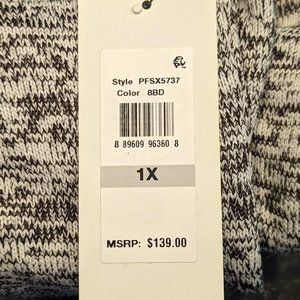 Style PFSX5737
Color 8BD
8 89609 96360 8
1X
MSRP: $139.00